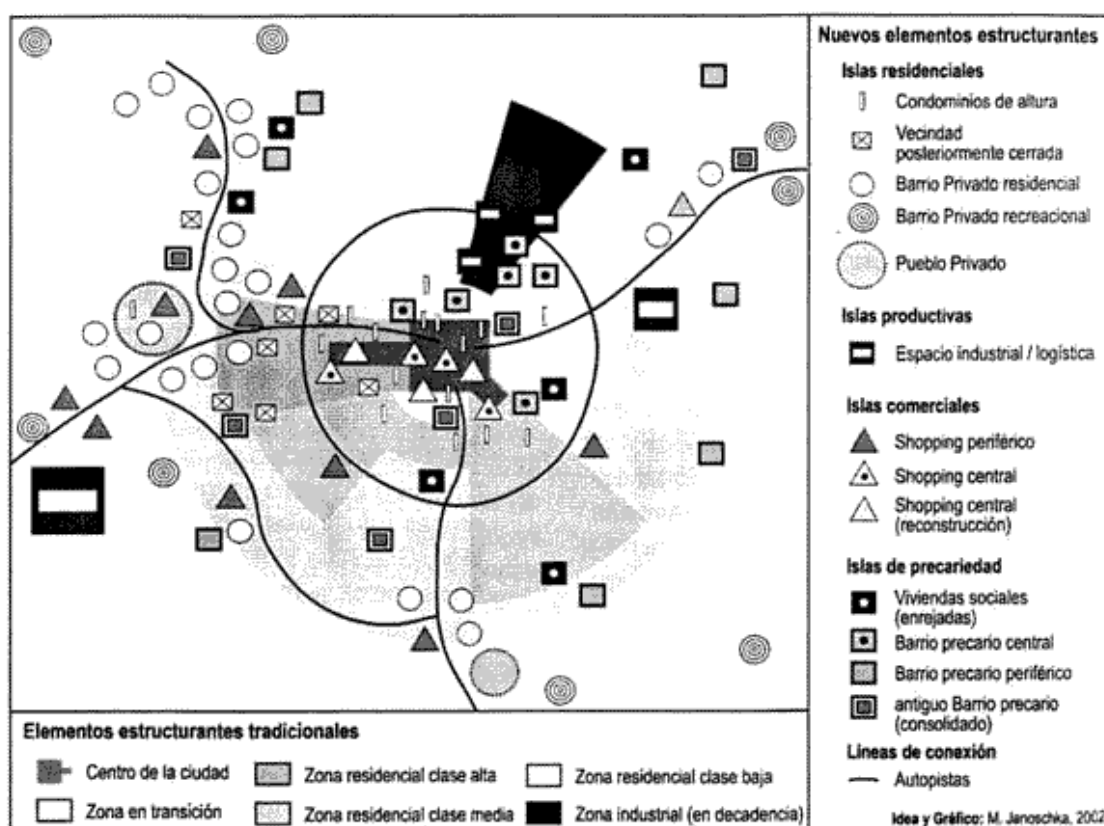 Nuevos elementos estructurantes
Islas residenciales
Condominios de altura
Vecindad
posteriormente cerrada
Barrio Privado residencial
Barrio Privado recreacional
Pueblo Privado
Islas productivas
Espacio industrial / logística
Islas comerciales
Shopping periférico
Shopping central
Shopping central
(reconstrucción)
Islas de precariedad
Viviendas sociales
(enrejadas)
Barrio precario central
Barrio precario periférico
antiguo Barrio precario
(consolidado)
Líneas de conexión
Autopistas
Idea y Gráfico: M. Janoschka, 2002
Elementos estructurantes tradicionales
Centro de la ciudad
Zona residencial clase alta
Zona residencial clase baja
Zona en transición
Zona residencial clase media
Zona industrial (en decadencia)